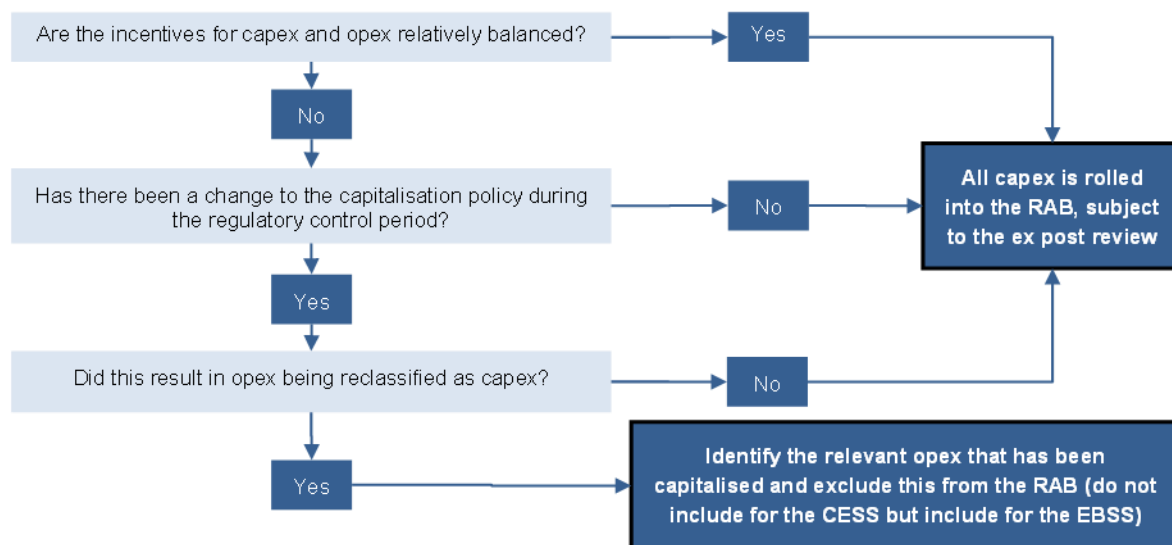 Are the incentives for capex and opex relatively balanced?
Yes
No
Has there been a change to the capitalisation policy during
the regulatory control period?
No
All capex is rolled
into the RAB, subject
to the ex post review
Yes
Did this result in opex being reclassified as capex?
No
Yes
Identify the relevant opex that has been
capitalised and exclude this from the RAB (do not
include for the CESS but include for the EBSS)